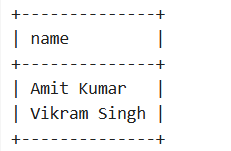 +--------------+
| name         |
+--------------+
| Amit Kumar   |
| Vikram Singh |
+--------------+